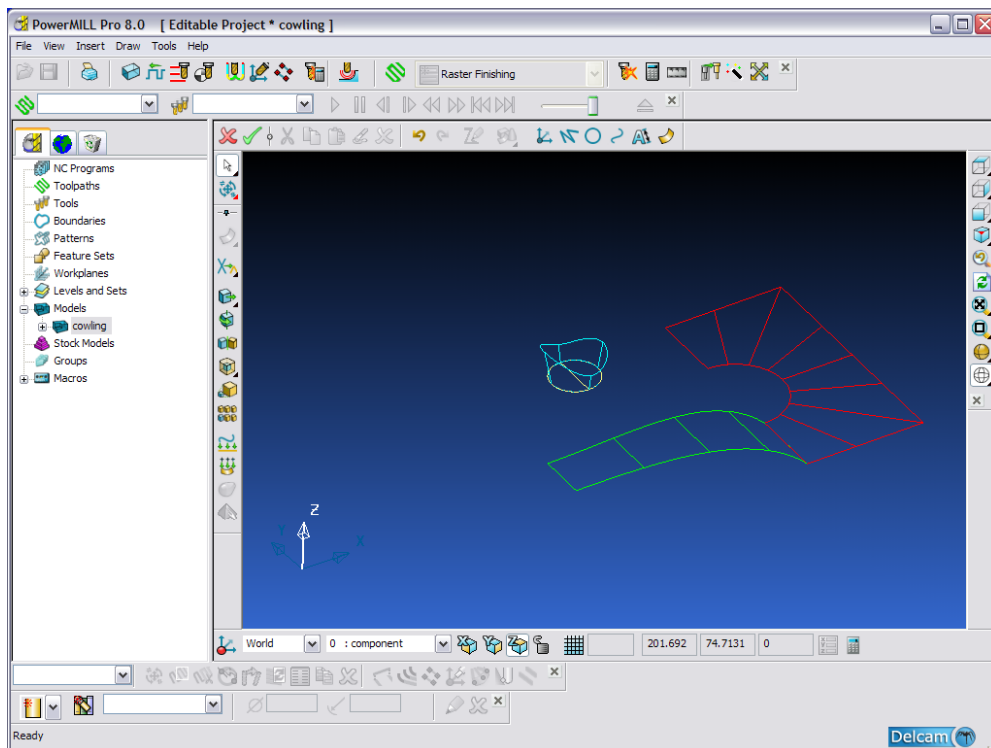 PowerMILL Pro 8.0 [ Editable Project * cowling ]
File View Insert Draw Tools Help
Raster Finishing
NC Programs
Toolpaths
Tools
Boundaries
Patterns
Feature Sets
Workplanes
Levels and Sets
Models
cowling
Stock Models
Groups
Macros
Z
Y
X
World
0 : component
201.692
74.7131
0
Ready
Delcam